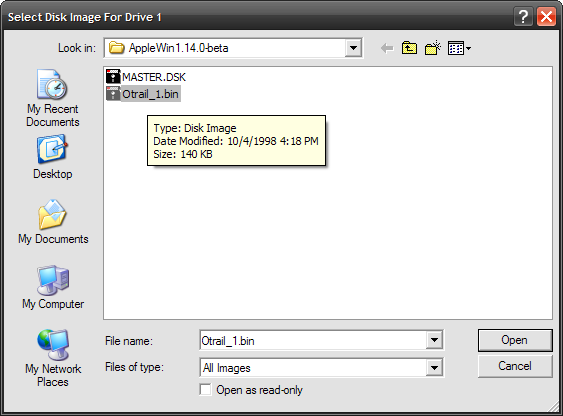 Select Disk Image For Drive 1
Look in: AppleWin1.14.0-beta
My Recent
Documents
Desktop
My Documents
My Computer
My Network
Places
MASTER.DSK
Otrail_1.bin
Type: Disk Image
Date Modified: 10/4/1998 4:18 PM
Size: 140 KB
File name: Otrail_1.bin Open
Files of type: All Images Cancel
Open as read-only